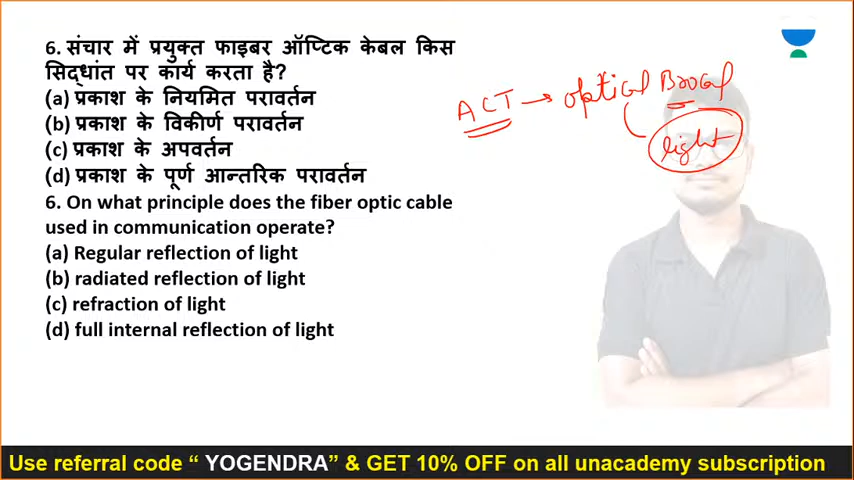 6. संचार में प्रयुक्त फाइबर ऑप्टिक केबल किस
सिद्धांत पर कार्य करता है?
(a) प्रकाश के नियमित परावर्तन
(b) प्रकाश के विकीर्ण परावर्तन
(c) प्रकाश के अपवर्तन
(d) प्रकाश के पूर्ण आन्तरिक परावर्तन
6. On what principle does the fiber optic cable
used in communication operate?
(a) Regular reflection of light
(b) radiated reflection of light
(c) refraction of light
(d) full internal reflection of light
ACT → optical
light
Use referral code “ YOGENDRA” & GET 10% OFF on all unacademy subscription